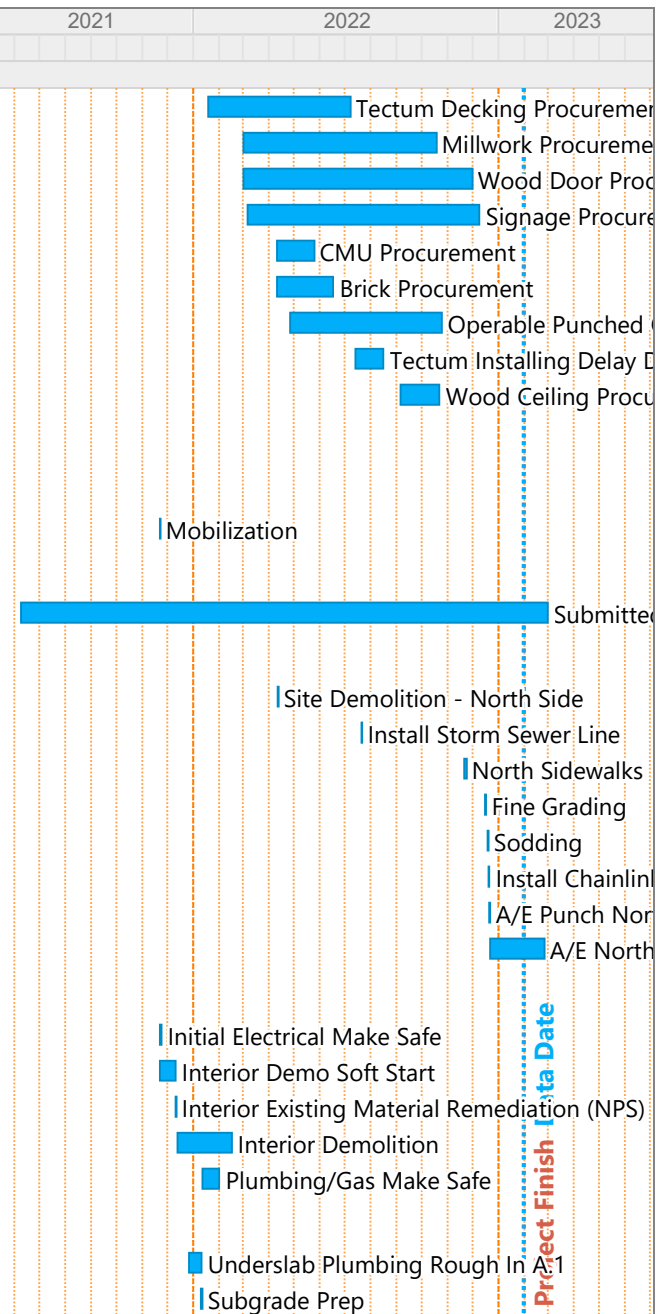 2021 2022 2023
Tectum Decking Procuremen
Millwork Procureme
Wood Door Proc
Signage Procure
CMU Procurement
Brick Procurement
Operable Punched
Tectum Installing Delay D
Wood Ceiling Procu
Mobilization
Submitted
Site Demolition - North Side
Install Storm Sewer Line
North Sidewalks
Fine Grading
Sodding
Install Chainlinl
A/E Punch Nor
A/E North
Initial Electrical Make Safe
Interior Demo Soft Start
Interior Existing Material Remediation (NPS)
Interior Demolition
Plumbing/Gas Make Safe
Underslab Plumbing Rough In A.1
Subgrade Prep
Data Date
Project Finish